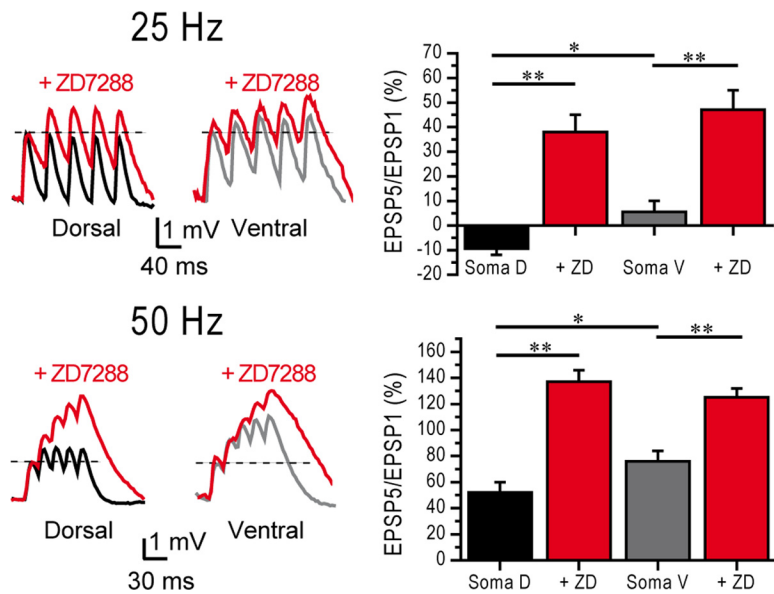 25 Hz
+ ZD7288 + ZD7288
Dorsal Ventral
1 mV
40 ms
EPSP5/EPSP1 (%)
70
60
50
40
30
20
10
0
-10
-20
* ** **
Soma D + ZD Soma V + ZD
50 Hz
+ ZD7288 + ZD7288
Dorsal Ventral
1 mV
30 ms
EPSP5/EPSP1 (%)
160
140
120
100
80
60
40
20
0
* ** **
Soma D + ZD Soma V + ZD